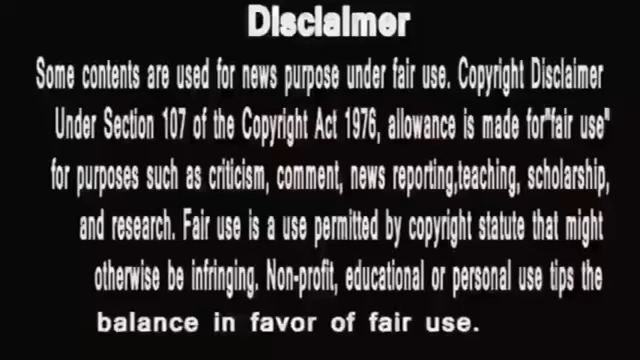 Disclaimer
Some contents are used for news purpose under fair use. Copyright Disclaimer
Under Section 107 of the Copyright Act 1976, allowance is made for"fair use"
for purposes such as criticism, comment, news reporting,teaching, scholarship,
and research. Fair use is a use permitted by copyright statute that might
otherwise be infringing. Non-profit, educational or personal use tips the
balance in favor of fair use.